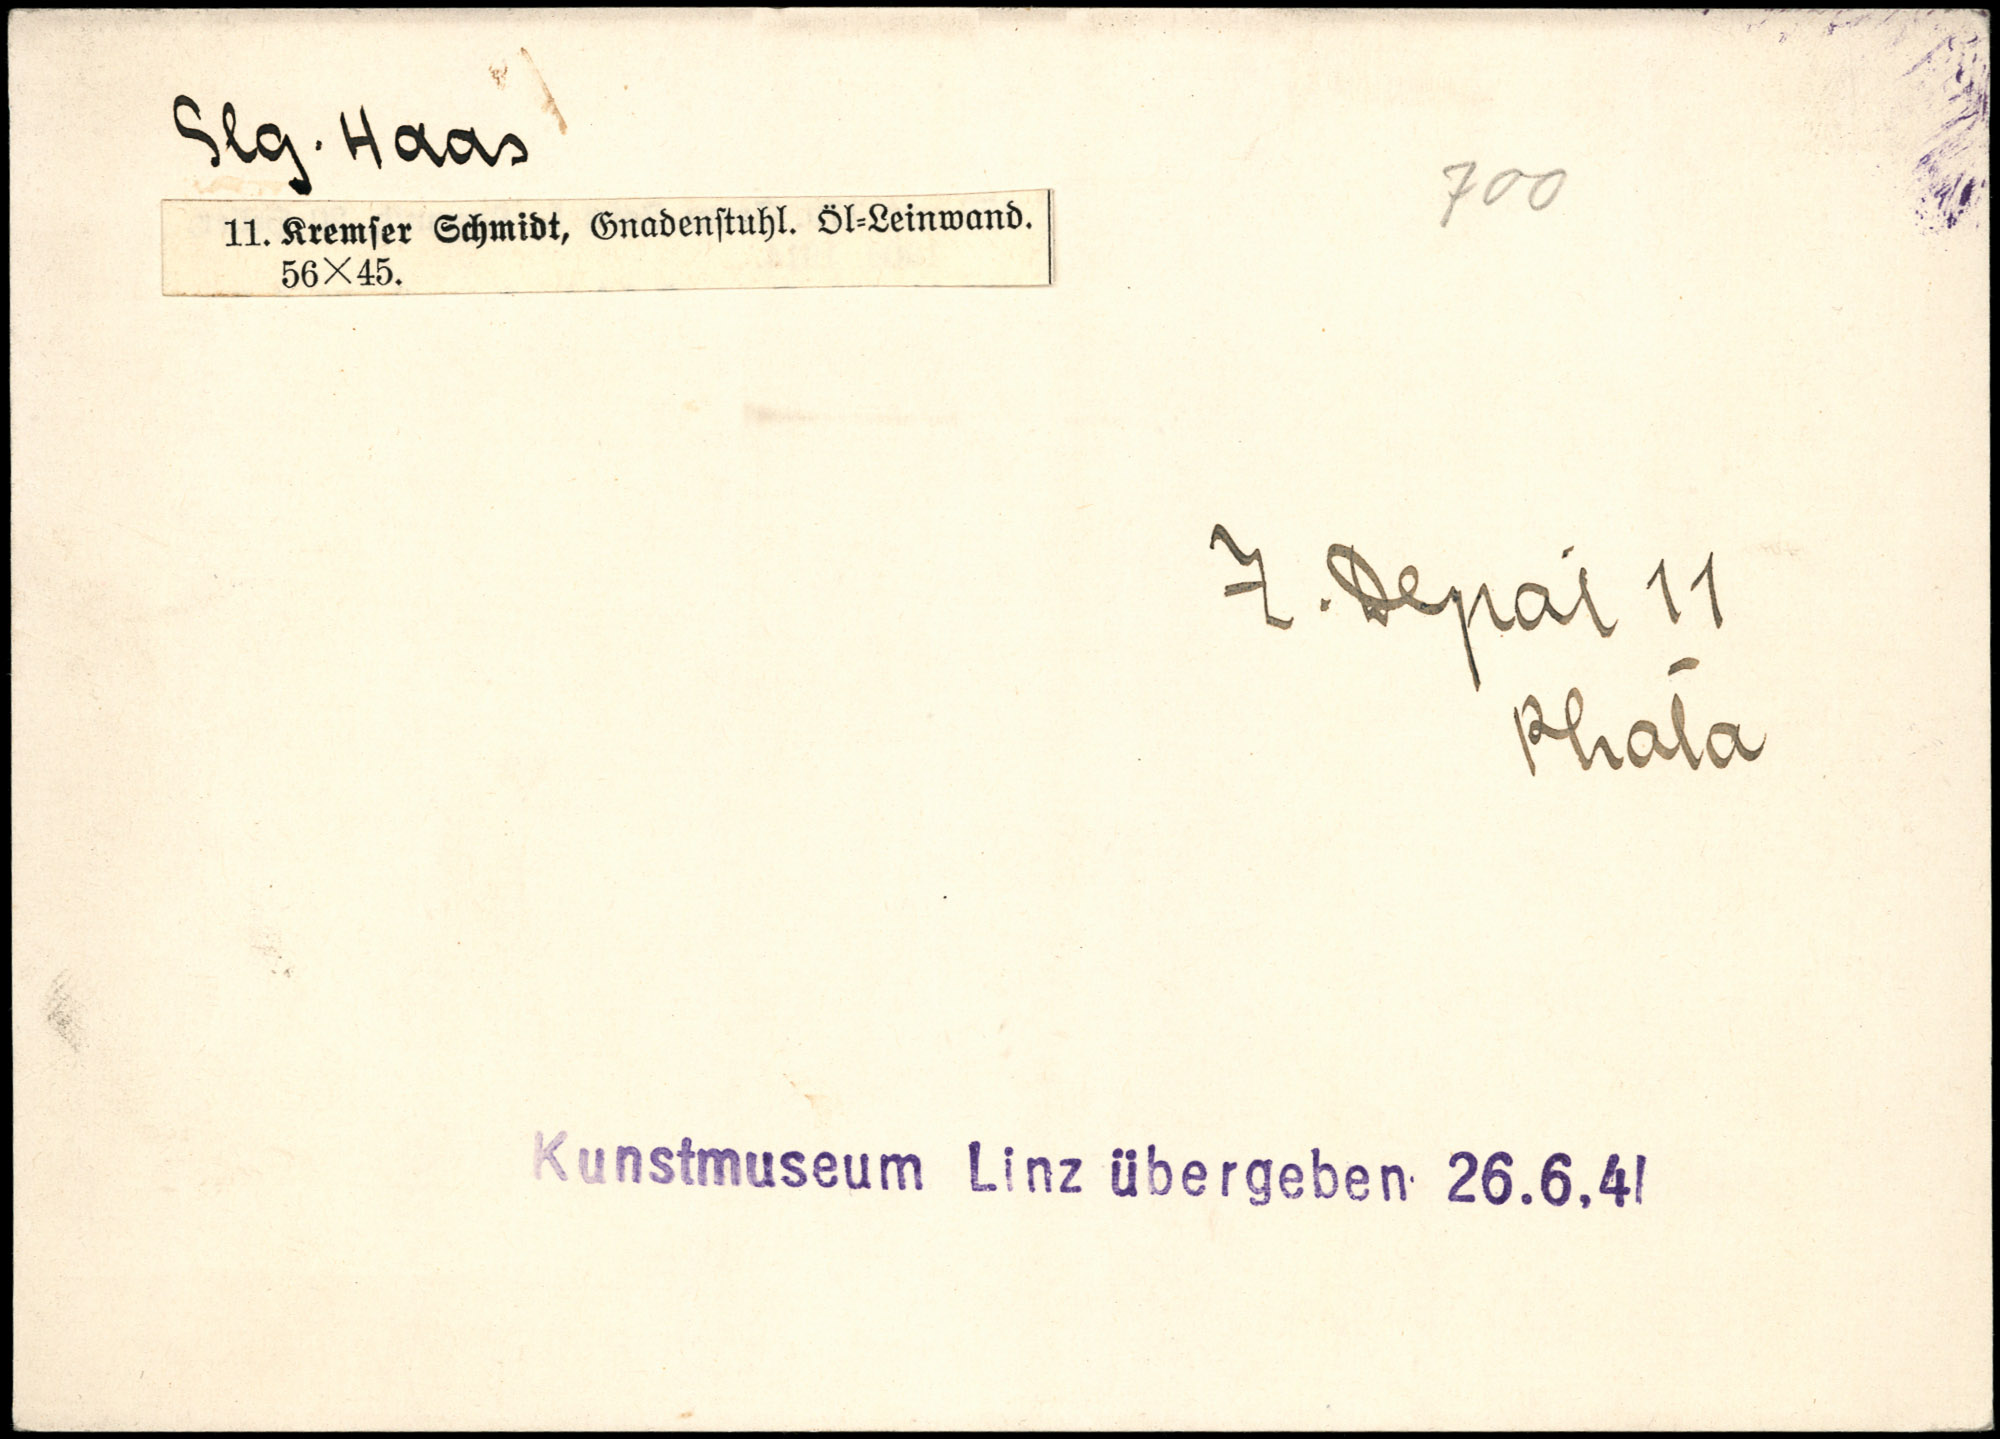 Slg. Haas
700
11. Kremſer Schmidt, Gnadenſtuhl. Öl=Leinwand.
56×45.
Z. Depot 11
Photo
Kunstmuseum Linz übergeben 26.6.41